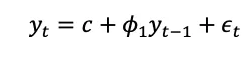 yₜ = c + ϕ₁yₜ₋₁ + ϵₜ